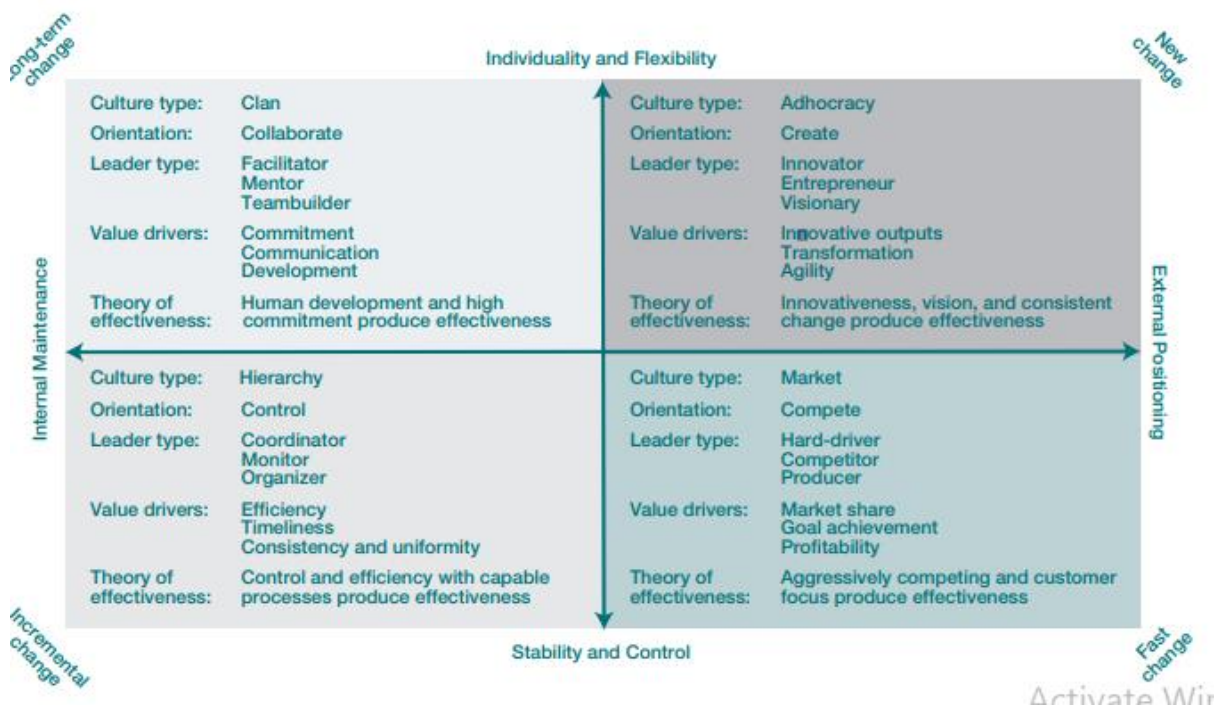 ong-term
change
Individuality and Flexibility
New
change
Culture type: Clan
Orientation: Collaborate
Leader type: Facilitator
Mentor
Teambuilder
Value drivers: Commitment
Communication
Development
Theory of Human development and high
effectiveness: commitment produce effectiveness
Culture type: Adhocracy
Orientation: Create
Leader type: Innovator
Entrepreneur
Visionary
Value drivers: Innovative outputs
Transformation
Agility
Theory of Innovativeness, vision, and consistent
effectiveness: change produce effectiveness
Internal Maintenance
External Positioning
Culture type: Hierarchy
Orientation: Control
Leader type: Coordinator
Monitor
Organizer
Value drivers: Efficiency
Timeliness
Consistency and uniformity
Theory of Control and efficiency with capable
effectiveness: processes produce effectiveness
Culture type: Market
Orientation: Compete
Leader type: Hard-driver
Competitor
Producer
Value drivers: Market share
Goal achievement
Profitability
Theory of Aggressively competing and customer
effectiveness: focus produce effectiveness
Incremental
change
Stability and Control
Fast
change
Activate Wi